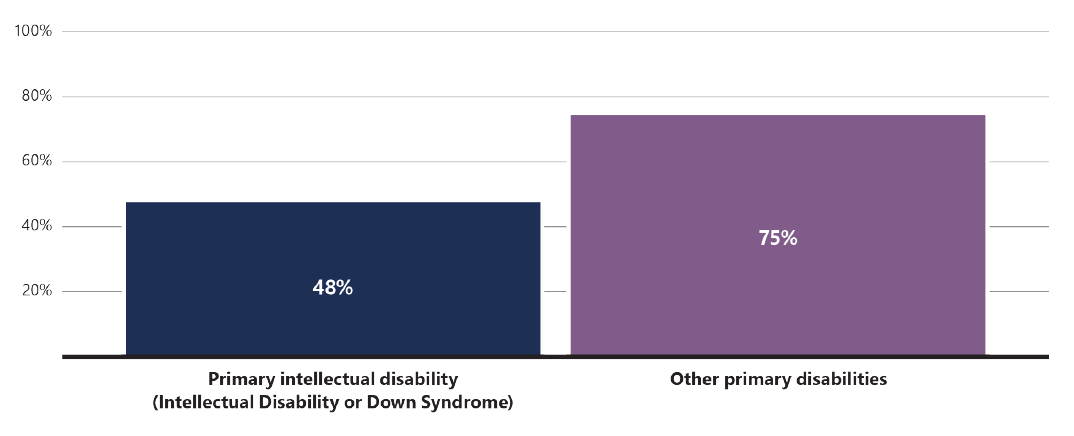 100%
80%
60%
40%
20%
48%
75%
Primary intellectual disability
(Intellectual Disability or Down Syndrome)
Other primary disabilities